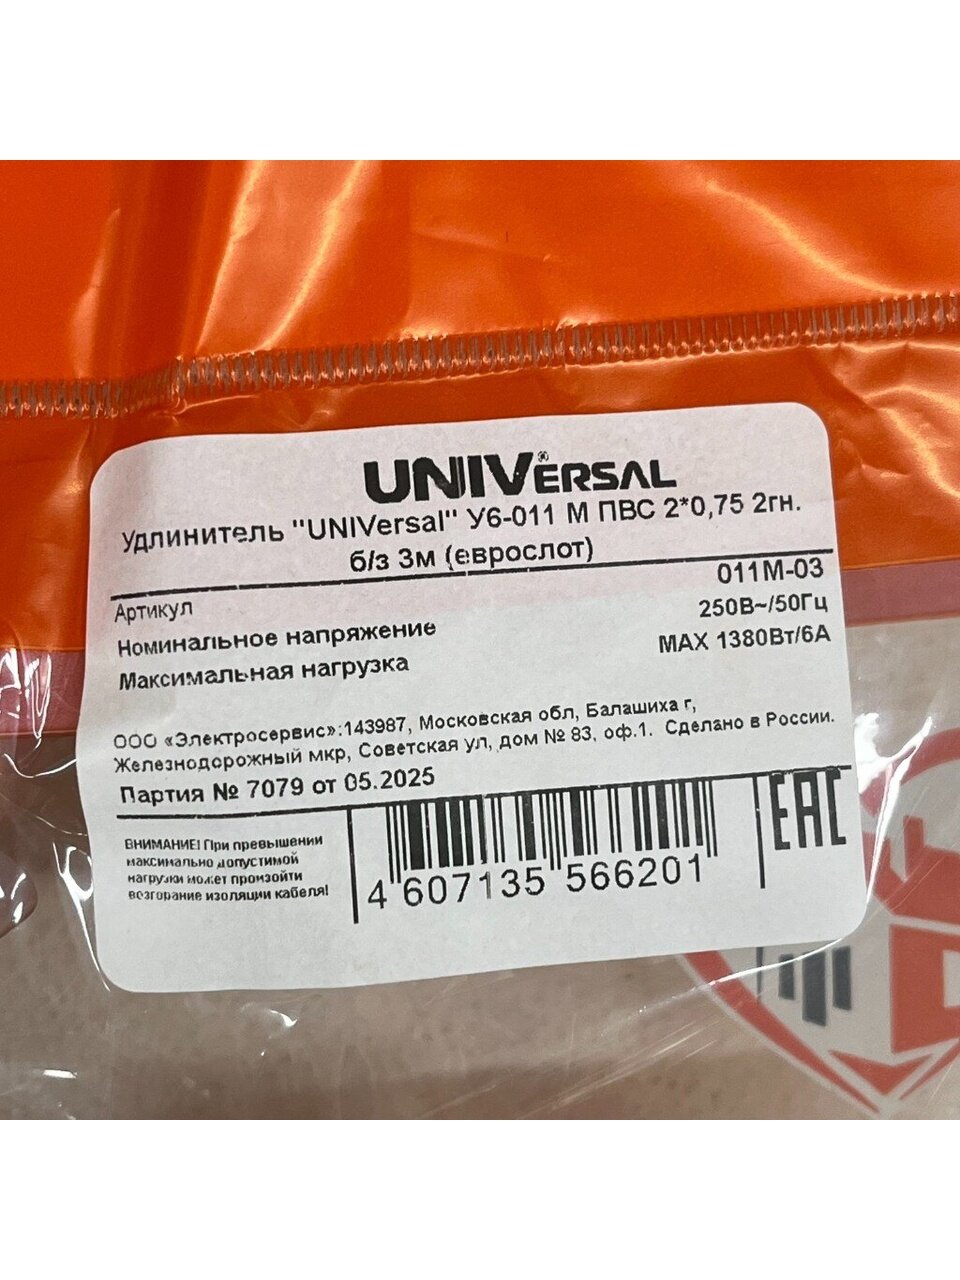 UNIVERSAL
Удлинитель "UNIVersal" У6-011 М ПВС 2*0,75 2гн.
б/з 3м (еврослот)
Артикул 011М-03
Номинальное напряжение 250В~/50Гц
Максимальная нагрузка МАХ 1380Вт/6А
ООО «Электросервис»:143987, Московская обл, Балашиха г,
Железнодорожный мкр, Советская ул, дом № 83, оф.1. Сделано в России.
Партия № 7079 от 05.2025
ВНИМАНИЕ! При превышении
максимально допустимой
нагрузки может произойти
возгорание изоляции кабеля!
4 607135 566201
EAC